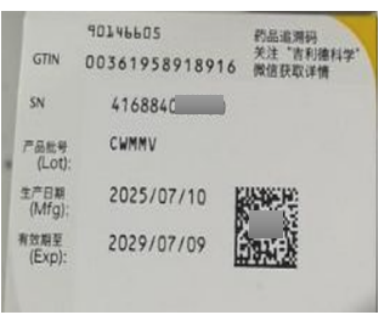 90146605
药品追溯码
关注“吉利德科学”
微信获取详情
GTIN 00361958918916
SN 4168840
产品批号
(Lot): CWMMV
生产日期
(Mfg): 2025/07/10
有效期至
(Exp): 2029/07/09